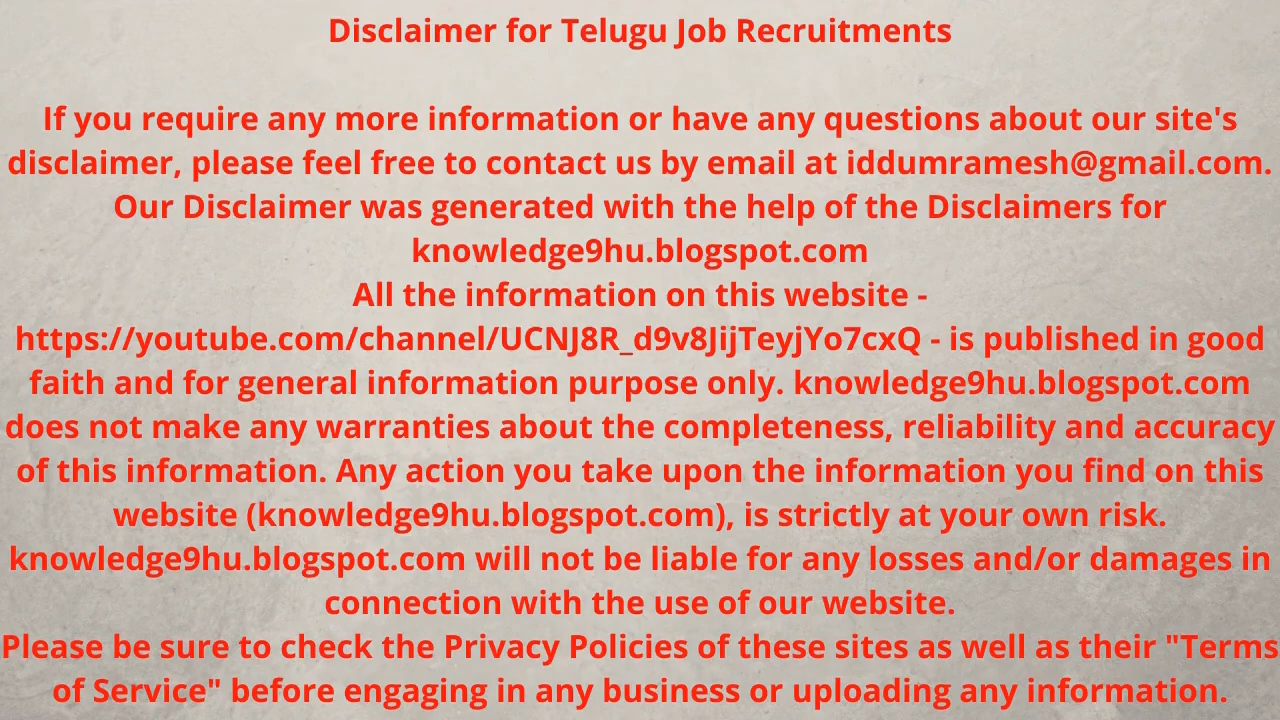 Disclaimer for Telugu Job Recruitments
If you require any more information or have any questions about our site's
disclaimer, please feel free to contact us by email at iddumramesh@gmail.com.
Our Disclaimer was generated with the help of the Disclaimers for
knowledge9hu.blogspot.com
All the information on this website -
https://youtube.com/channel/UCNJ8R_d9v8JijTeyjYo7cxQ - is published in good
faith and for general information purpose only. knowledge9hu.blogspot.com
does not make any warranties about the completeness, reliability and accuracy
of this information. Any action you take upon the information you find on this
website (knowledge9hu.blogspot.com), is strictly at your own risk.
knowledge9hu.blogspot.com will not be liable for any losses and/or damages in
connection with the use of our website.
Please be sure to check the Privacy Policies of these sites as well as their "Terms
of Service" before engaging in any business or uploading any information.